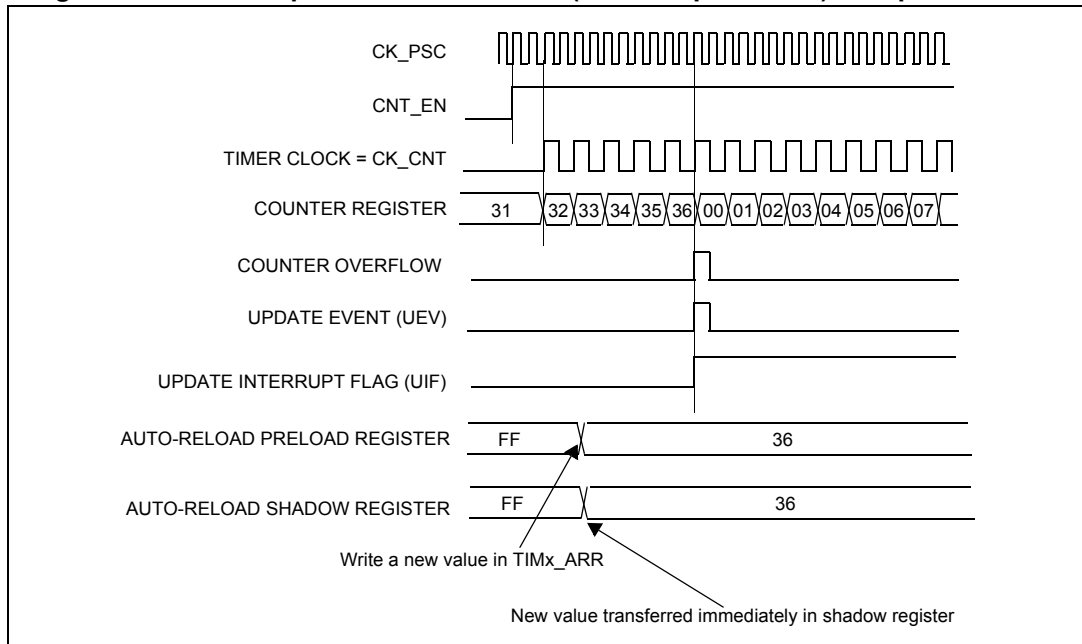 CK_PSC
CNT_EN
TIMER CLOCK = CK_CNT
COUNTER REGISTER 31 32 33 34 35 36 00 01 02 03 04 05 06 07
COUNTER OVERFLOW
UPDATE EVENT (UEV)
UPDATE INTERRUPT FLAG (UIF)
AUTO-RELOAD PRELOAD REGISTER FF 36
AUTO-RELOAD SHADOW REGISTER FF 36
Write a new value in TIMx_ARR
New value transferred immediately in shadow register